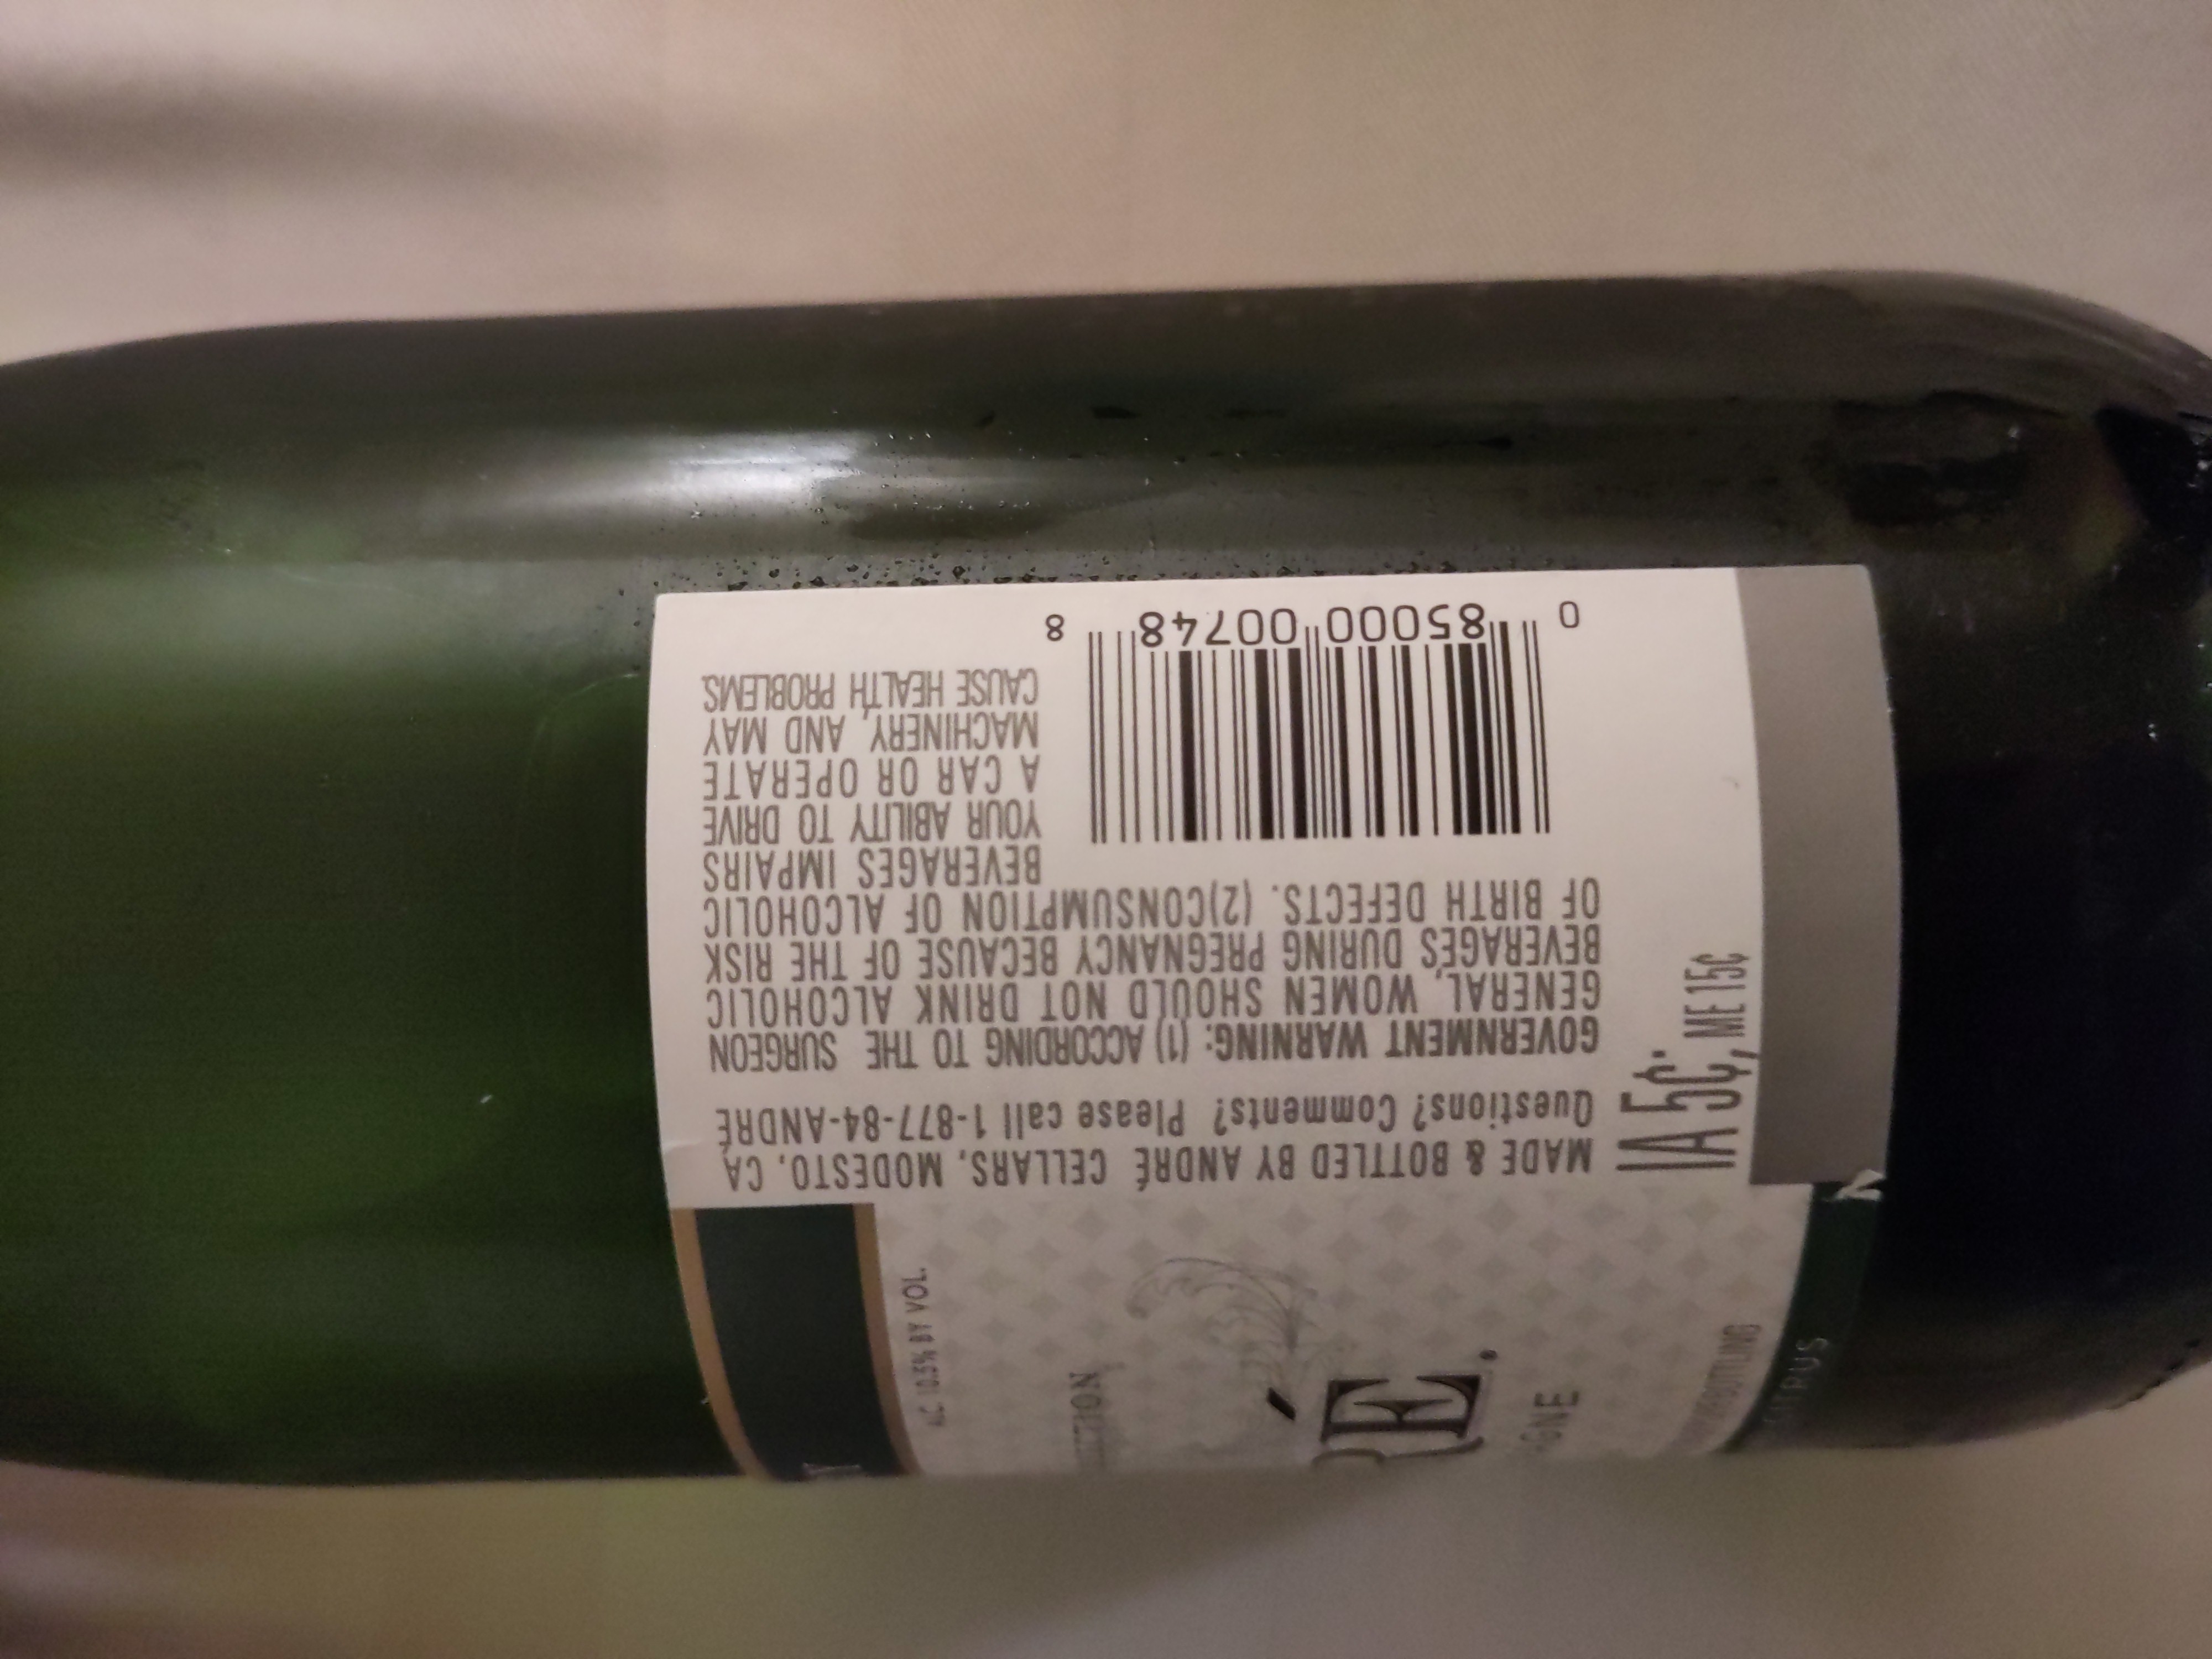 MADE & BOTTLED BY ANDRÉ CELLARS, MODESTO, CA
Questions? Comments? Please call 1-877-84-ANDRÉ
GOVERNMENT WARNING: (1) ACCORDING TO THE SURGEON
GENERAL, WOMEN SHOULD NOT DRINK ALCOHOLIC
BEVERAGES DURING PREGNANCY BECAUSE OF THE RISK
OF BIRTH DEFECTS. (2)CONSUMPTION OF ALCOHOLIC
BEVERAGES IMPAIRS
YOUR ABILITY TO DRIVE
A CAR OR OPERATE
MACHINERY, AND MAY
CAUSE HEALTH PROBLEMS.
0 85000 00748 8
IA 5¢, ME 15¢
ALC 10.5% BY VOL.